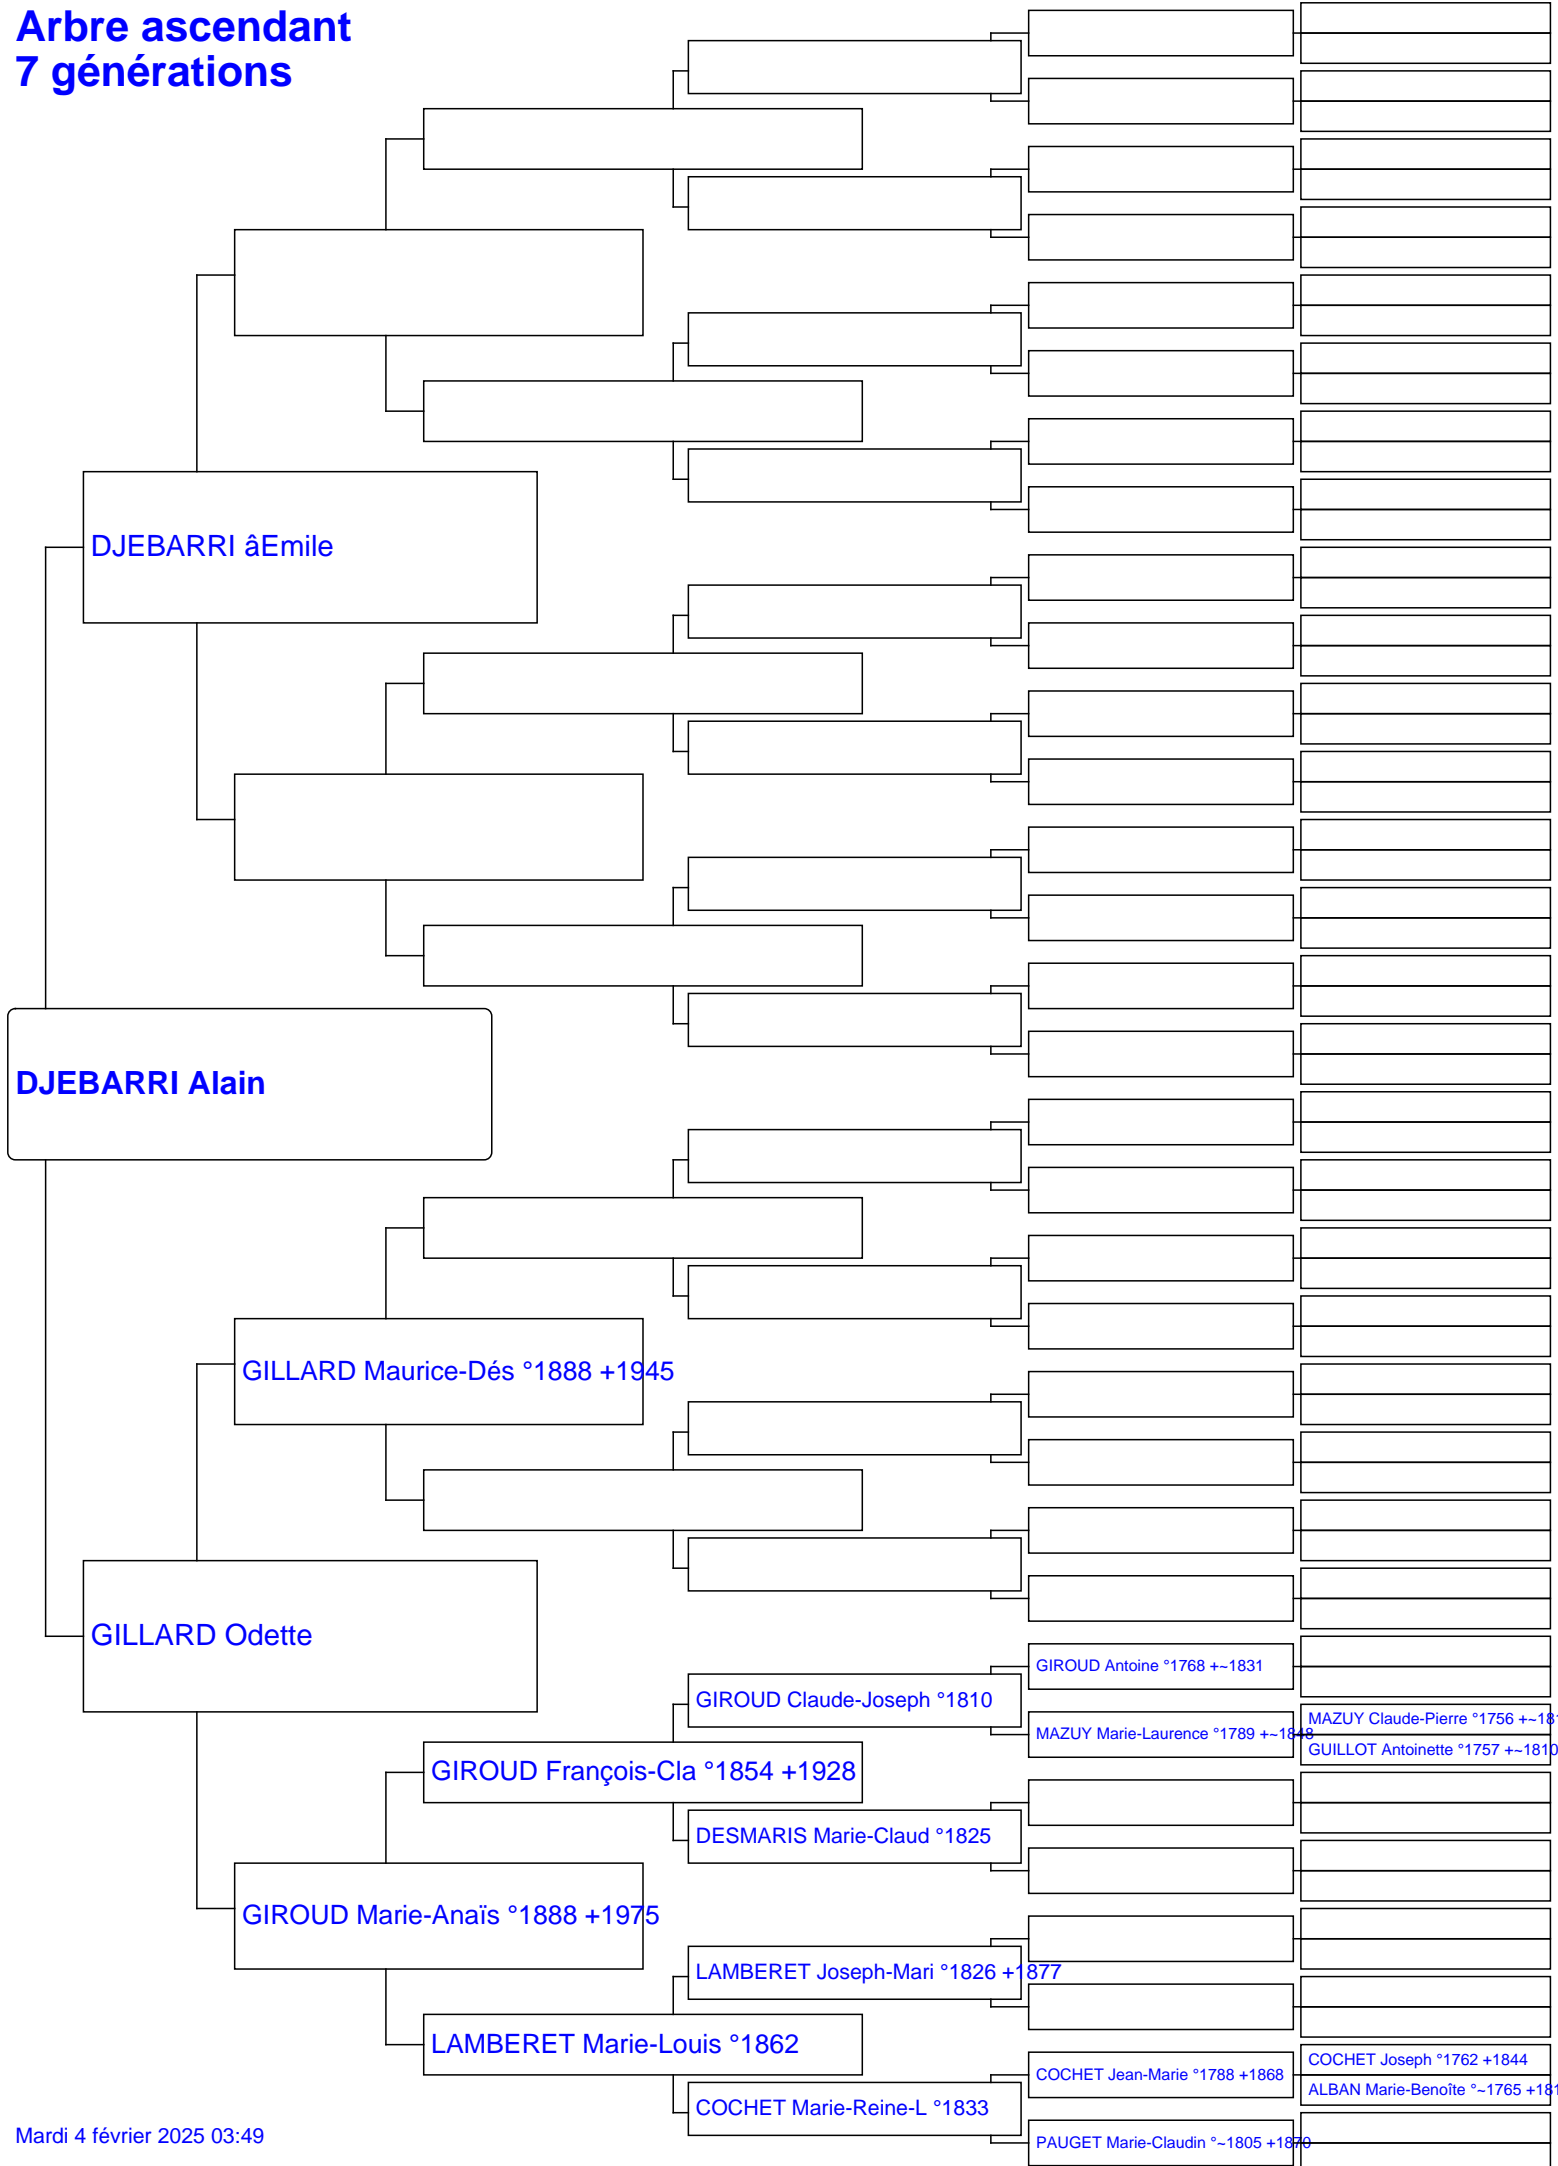 Arbre ascendant
7 générations
DJEBARRI âEmile
DJEBARRI Alain
GILLARD Maurice-Dés °1888 +1945
GILLARD Odette
GIROUD Antoine °1768 +~1831
GIROUD Claude-Joseph °1810
MAZUY Claude-Pierre °1756 +~18
MAZUY Marie-Laurence °1789 +~1848
GUILLOT Antoinette °1757 +~1810
GIROUD François-Cla °1854 +1928
DESMARIS Marie-Claud °1825
GIROUD Marie-Anaïs °1888 +1975
LAMBERET Joseph-Mari °1826 +1877
LAMBERET Marie-Louis °1862
COCHET Joseph °1762 +1844
COCHET Jean-Marie °1788 +1868
ALBAN Marie-Benoîte °~1765 +181
COCHET Marie-Reine-L °1833
PAUGET Marie-Claudin °~1805 +1870
Mardi 4 février 2025 03:49